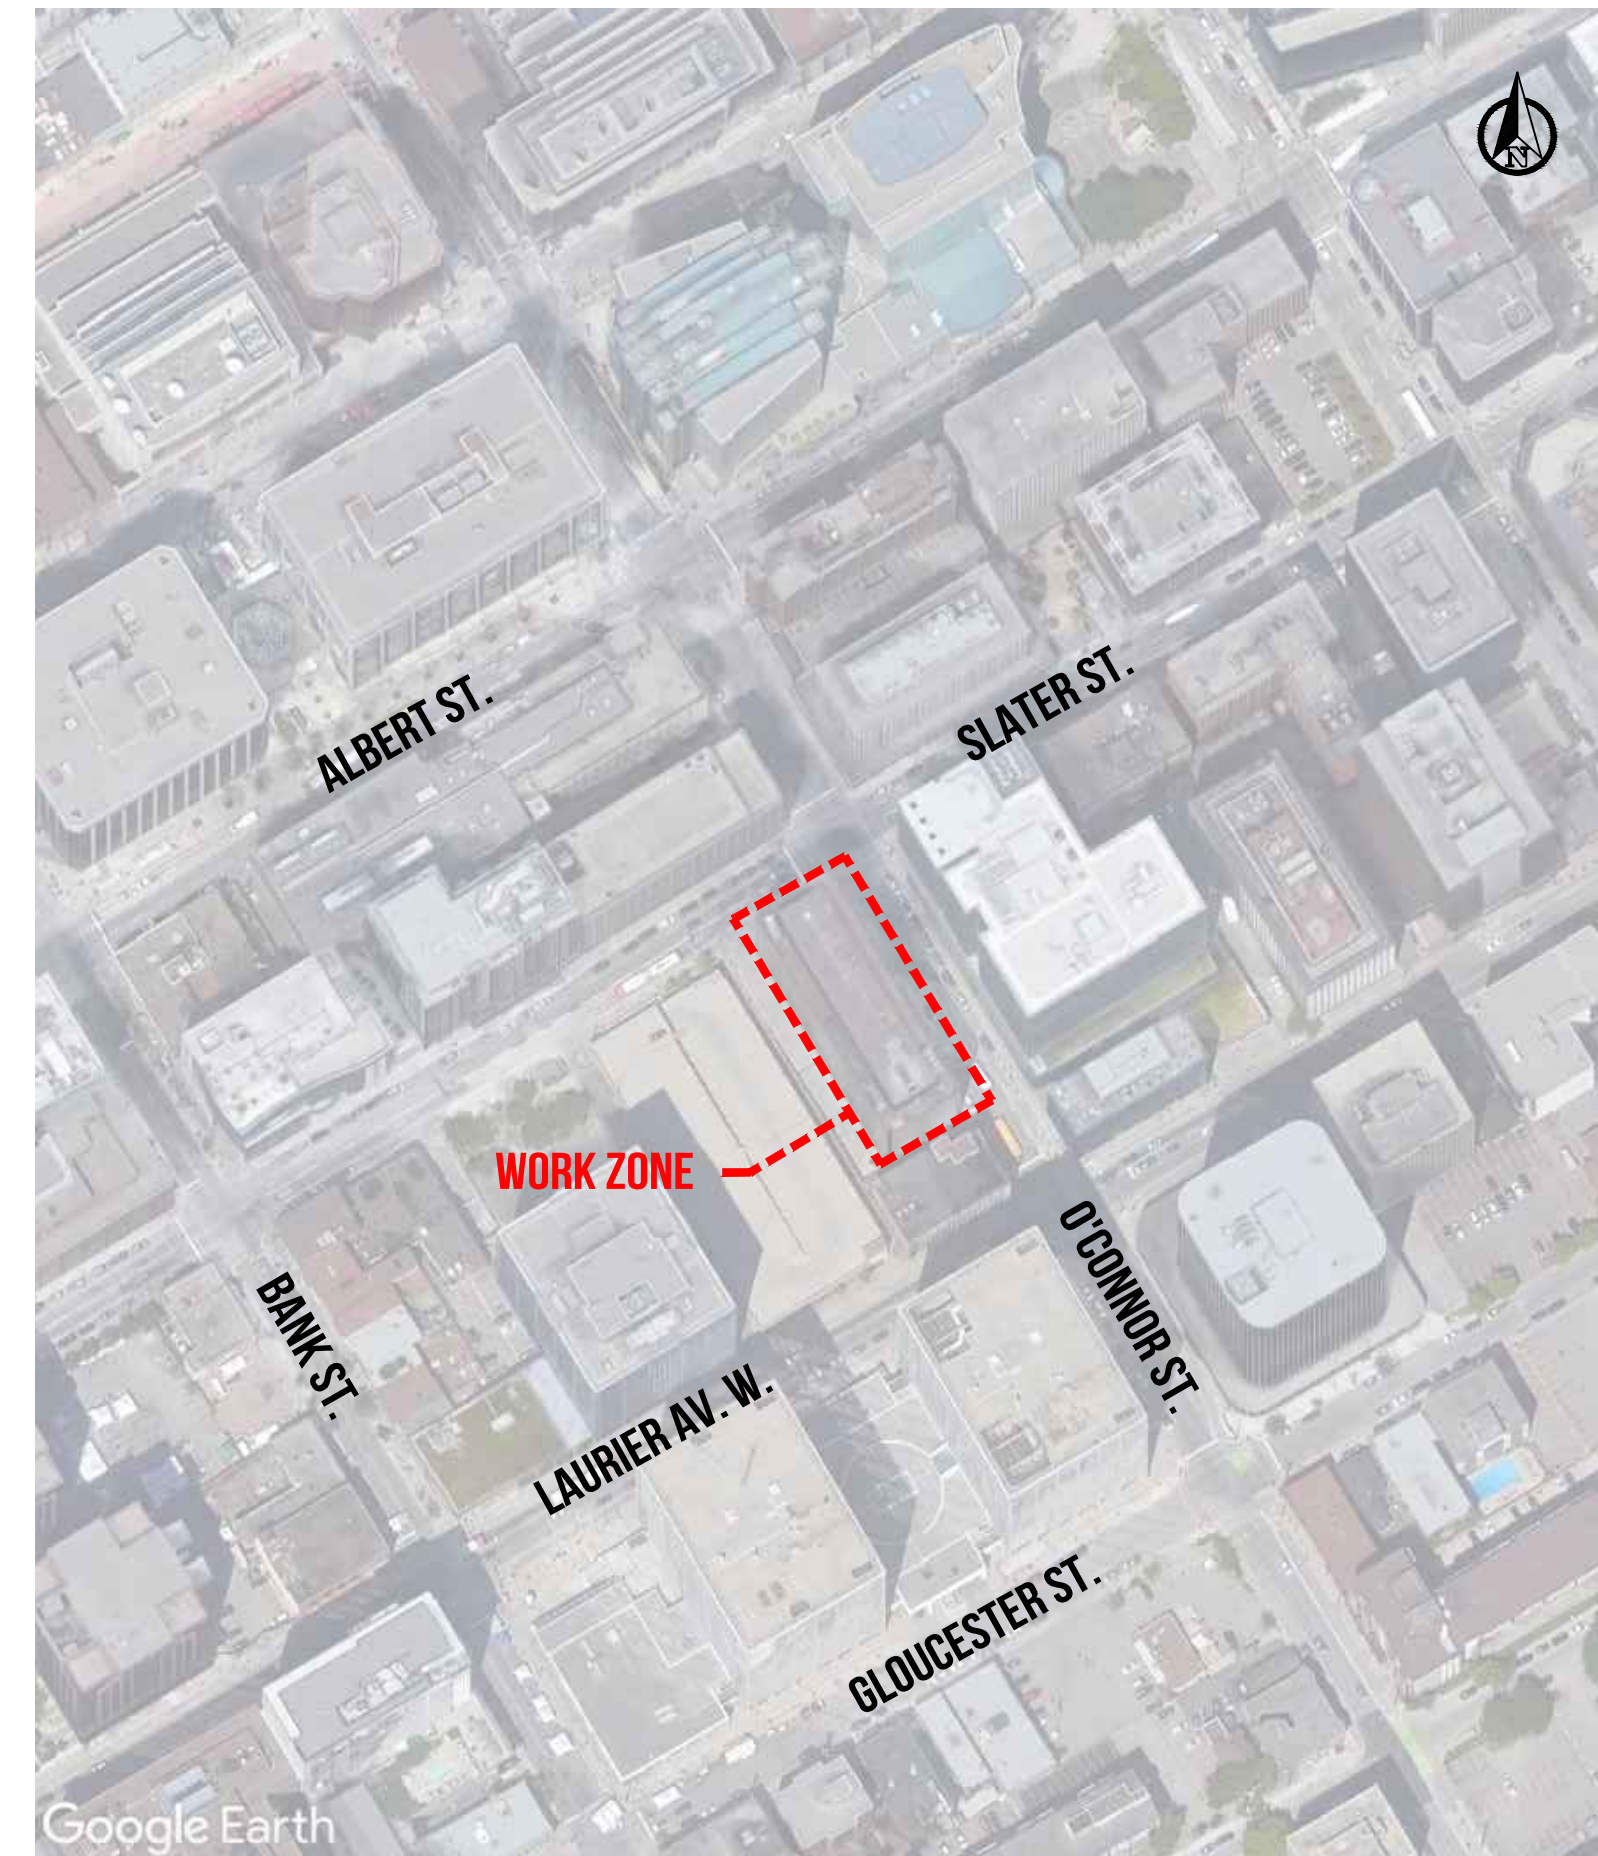 N
ALBERT ST.
SLATER ST.
WORK ZONE
BANK ST.
O'CONNOR ST.
LAURIER AV. W.
GLOUCESTER ST.
Google Earth